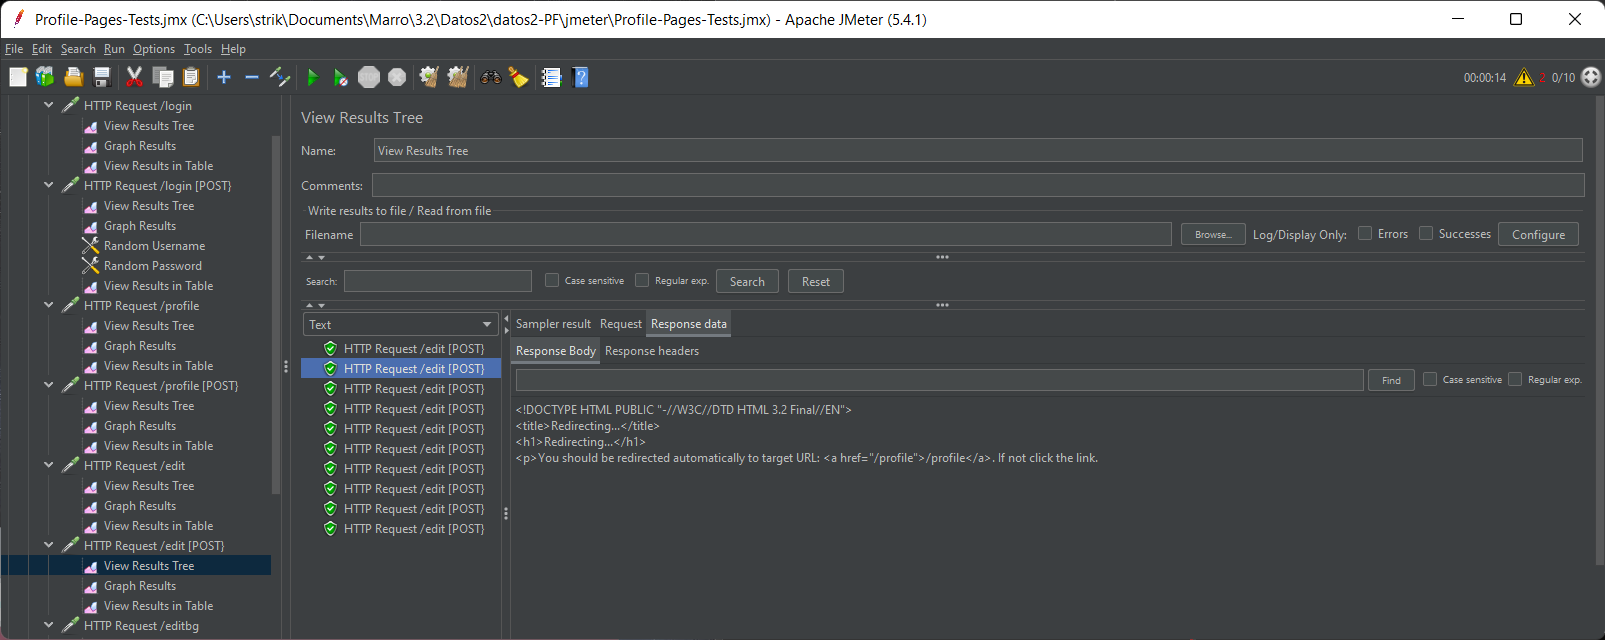 Profile-Pages-Tests.jmx (C:\Users\strik\Documents\Marro\3.2\Datos2\datos2-PF\jmeter\Profile-Pages-Tests.jmx) - Apache JMeter (5.4.1)
File Edit Search Run Options Tools Help
STOP
00:00:14 2 0/10
HTTP Request /login
View Results Tree
Graph Results
View Results in Table
HTTP Request /login [POST}
View Results Tree
Graph Results
Random Username
Random Password
View Results in Table
HTTP Request /profile
View Results Tree
Graph Results
View Results in Table
HTTP Request /profile [POST}
View Results Tree
Graph Results
View Results in Table
HTTP Request /edit
View Results Tree
Graph Results
View Results in Table
HTTP Request /edit [POST}
View Results Tree
Graph Results
View Results in Table
HTTP Request /editbg
View Results Tree
Name: View Results Tree
Comments:
Write results to file / Read from file
Filename Browse... Log/Display Only: Errors Successes Configure
Search: Case sensitive Regular exp. Search Reset
Text
HTTP Request /edit [POST}
HTTP Request /edit [POST}
HTTP Request /edit [POST}
HTTP Request /edit [POST}
HTTP Request /edit [POST}
HTTP Request /edit [POST}
HTTP Request /edit [POST}
HTTP Request /edit [POST}
HTTP Request /edit [POST}
HTTP Request /edit [POST}
Sampler result Request Response data
Response Body Response headers
Find Case sensitive Regular exp.
<!DOCTYPE HTML PUBLIC "-//W3C//DTD HTML 3.2 Final//EN">
<title>Redirecting...</title>
<h1>Redirecting...</h1>
<p>You should be redirected automatically to target URL: <a href="/profile">/profile</a>. If not click the link.